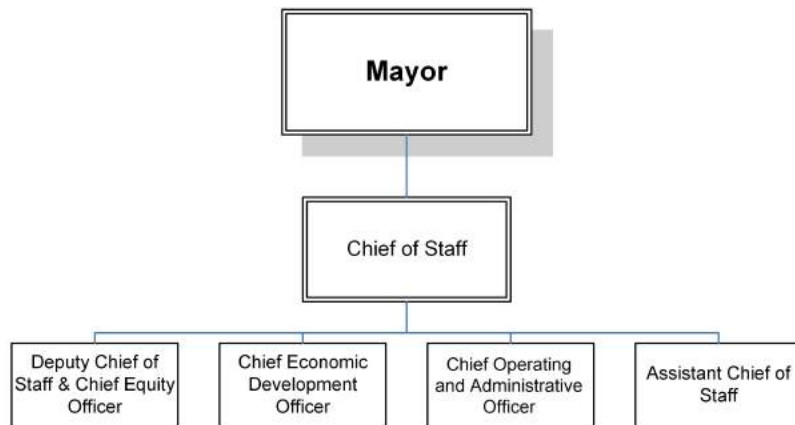 Mayor
Chief of Staff
Deputy Chief of
Staff & Chief Equity
Officer
Chief Economic
Development
Officer
Chief Operating
and Administrative
Officer
Assistant Chief of
Staff